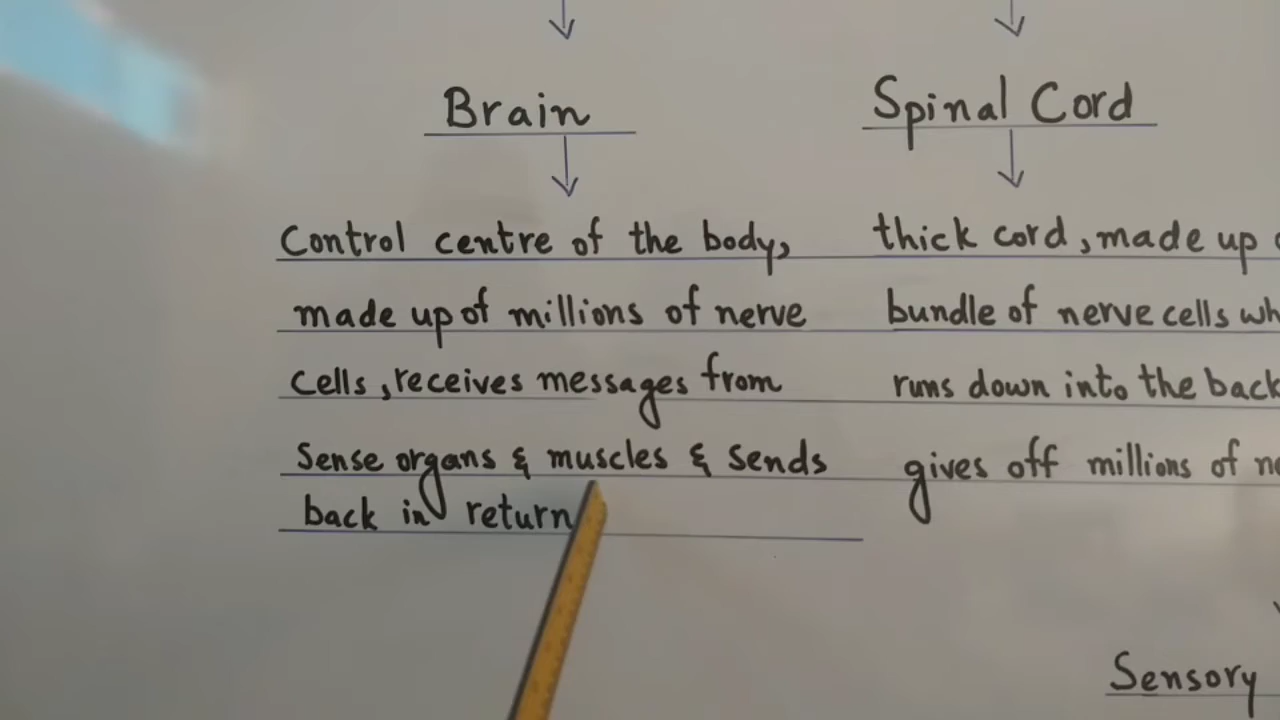 Brain
Control centre of the body,
made up of millions of nerve
cells, receives messages from
Sense organs & muscles & Sends
back in return
Spinal Cord
thick cord, made up
bundle of nerve cells
runs down into the back
gives off millions of
Sensory